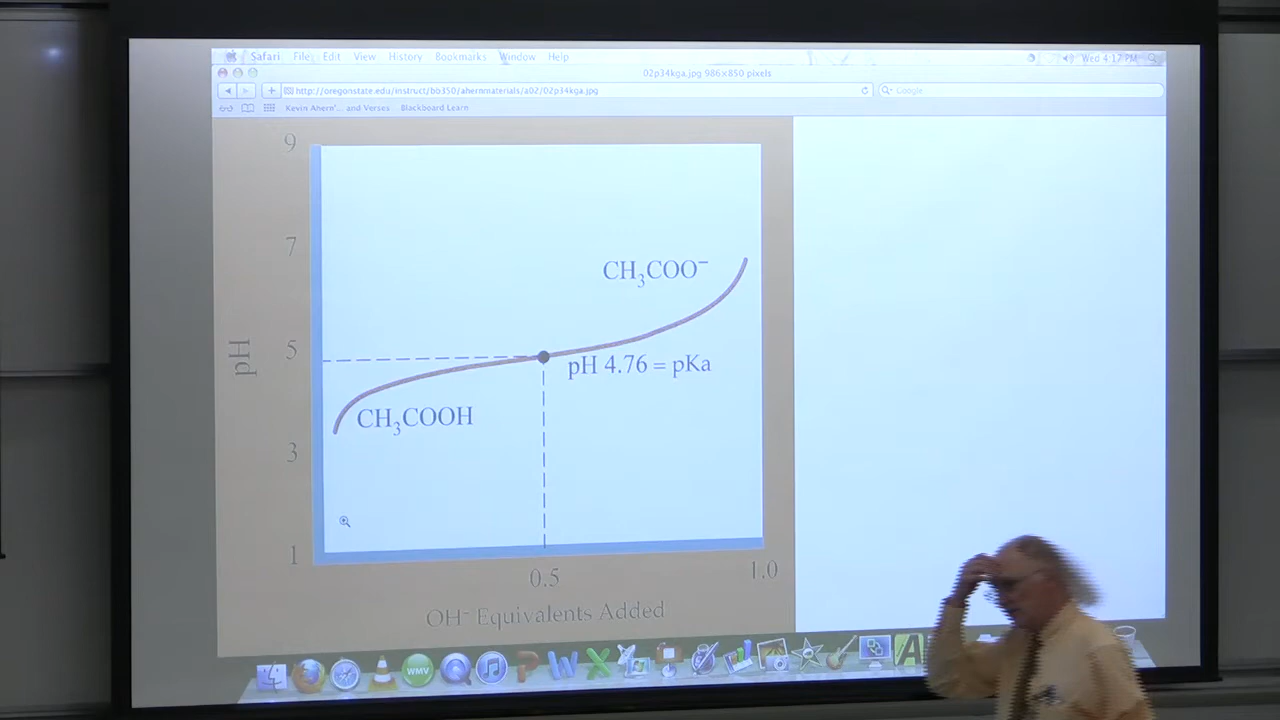 Safari File Edit View History Bookmarks Window Help Wed 4:17 PM
02p34kga.jpg 986×850 pixels
http://oregonstate.edu/instruct/bb350/ahernmaterials/a02/02p34kga.jpg Google
Kevin Ahern'... and Verses Blackboard Learn
9
7
CH₃COO⁻
5
pH
pH 4.76 = pKa
CH₃COOH
3
1
0.5 1.0
OH⁻ Equivalents Added
WMV P W X A